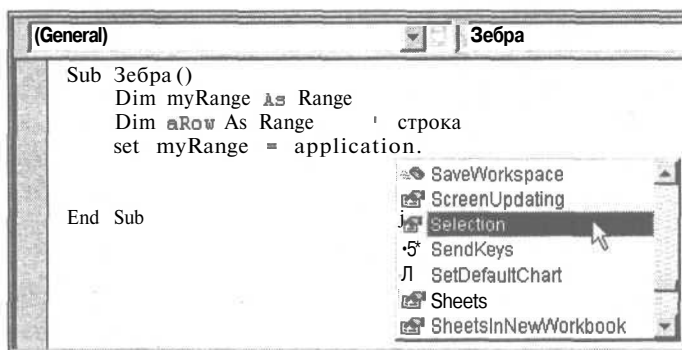 (General) Зебра
Sub Зебра()
Dim myRange As Range
Dim aRow As Range ' строка
set myRange = application.
End Sub
SaveWorkspace
ScreenUpdating
Selection
SendKeys
SetDefaultChart
Sheets
SheetsInNewWorkbook